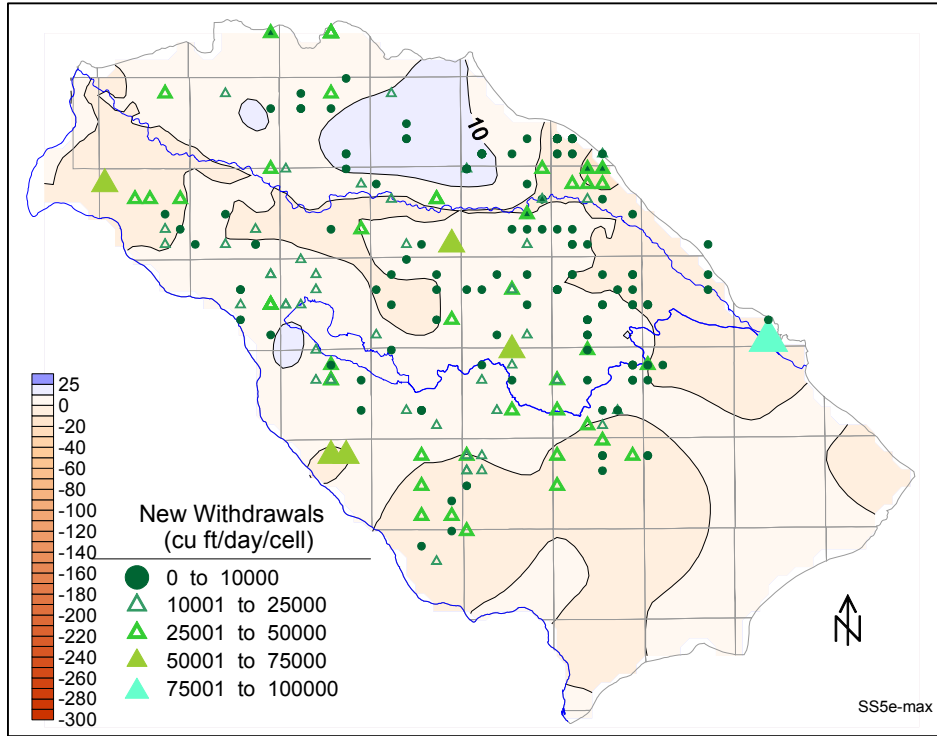 10
25
0
-20
-40
-60
-80
-100
-120
-140
-160
-180
-200
-220
-240
-260
-280
-300
New Withdrawals
(cu ft/day/cell)
0 to 10000
10001 to 25000
25001 to 50000
50001 to 75000
75001 to 100000
N
SS5e-max